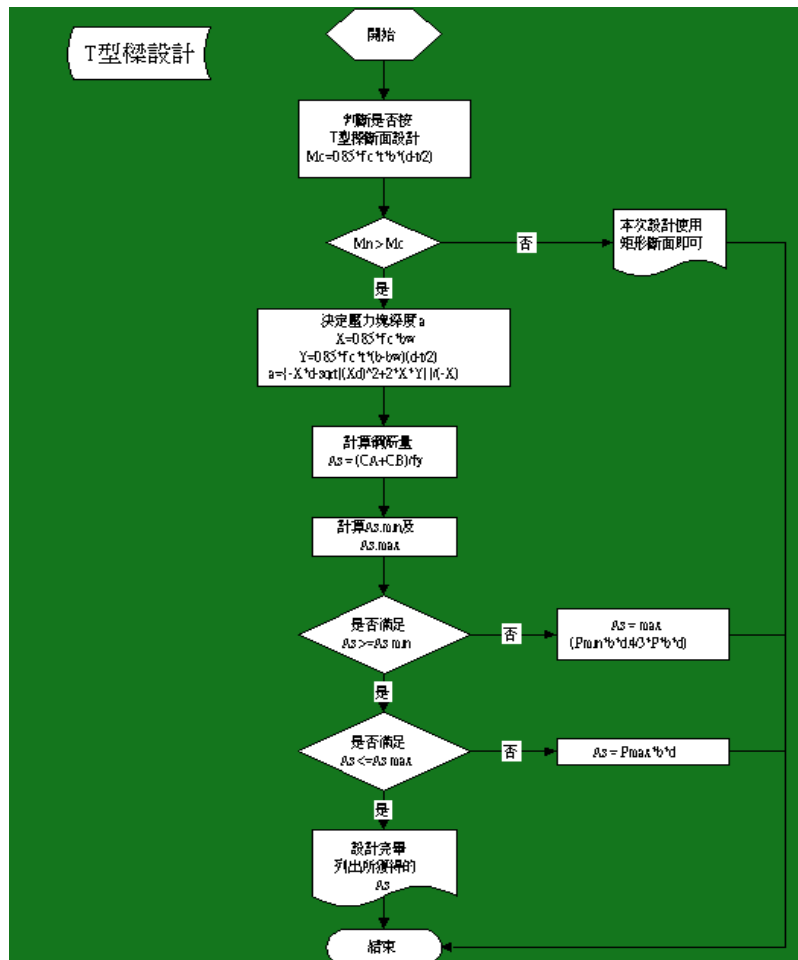 T型樑設計
開始
判斷是否按
T型樑斷面設計
Mc=0.85*f'c*t*b*(d-t/2)
Mn>Mc
否
本次設計使用
矩形斷面即可
是
決定壓力塊深度a
X=0.85*f'c*bw
Y=0.85*f'c*t*(b-bw)(d-t/2)
a={-X*d-sqrt[(Xd)^2+2*X*Y]}/(-X)
計算鋼筋量
As=(CA+CB)/fy
計算As.min及
As.max
是否滿足
As>=As min
否
As=max
(Pmin*b*d,4/3*P*b*d)
是
是否滿足
As<=As max
否
As=Pmax*b*d
是
設計完畢
列出所獲得的
As
結束